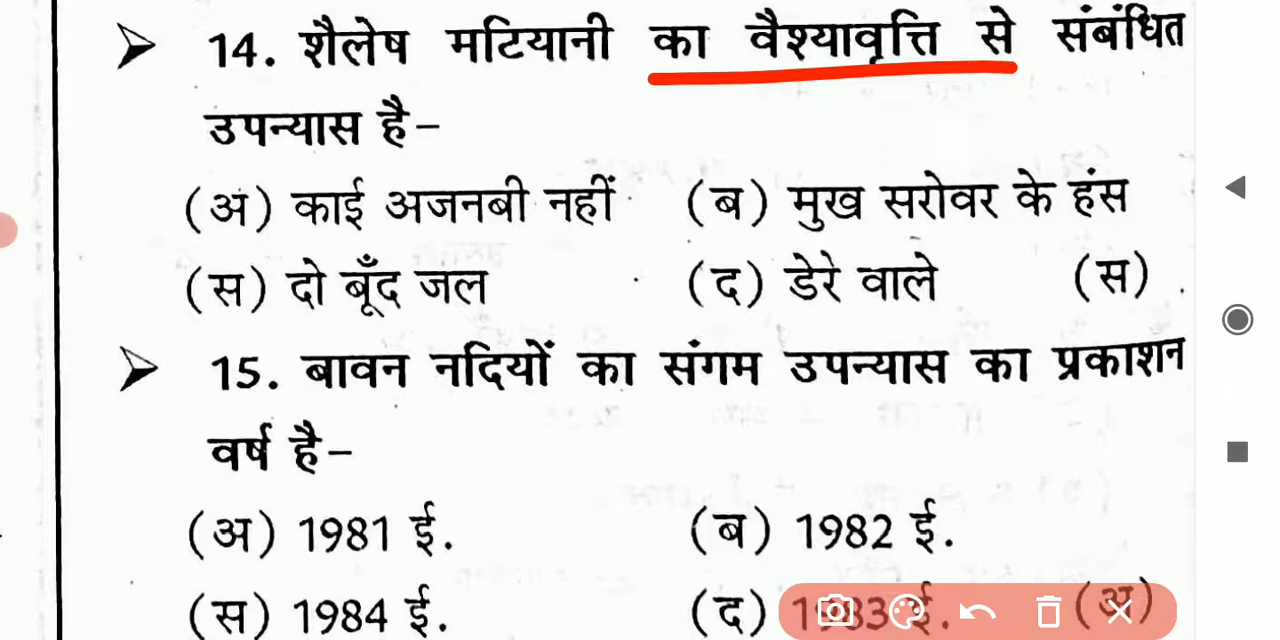 14. शैलेष मटियानी का वैश्यावृत्ति से संबंधित
उपन्यास है-
(अ) काई अजनबी नहीं (ब) मुख सरोवर के हंस
(स) दो बूँद जल (द) डेरे वाले (स)
15. बावन नदियों का संगम उपन्यास का प्रकाशन
वर्ष है-
(अ) 1981 ई. (ब) 1982 ई.
(स) 1984 ई. (द) 1983 ई. (अ)